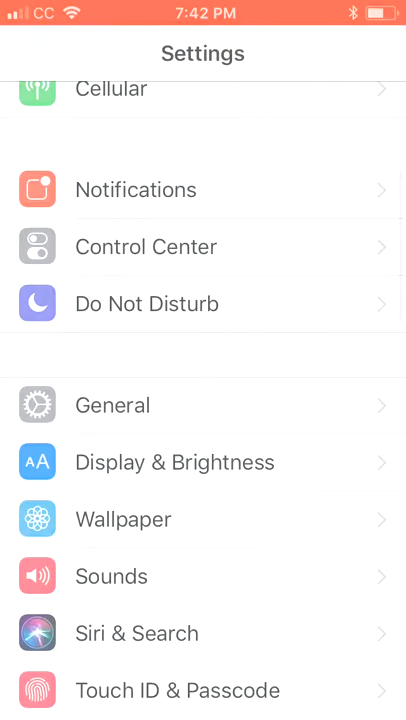 CC 7:42 PM
Settings
Cellular
Notifications
Control Center
Do Not Disturb
General
AA Display & Brightness
Wallpaper
Sounds
Siri & Search
Touch ID & Passcode